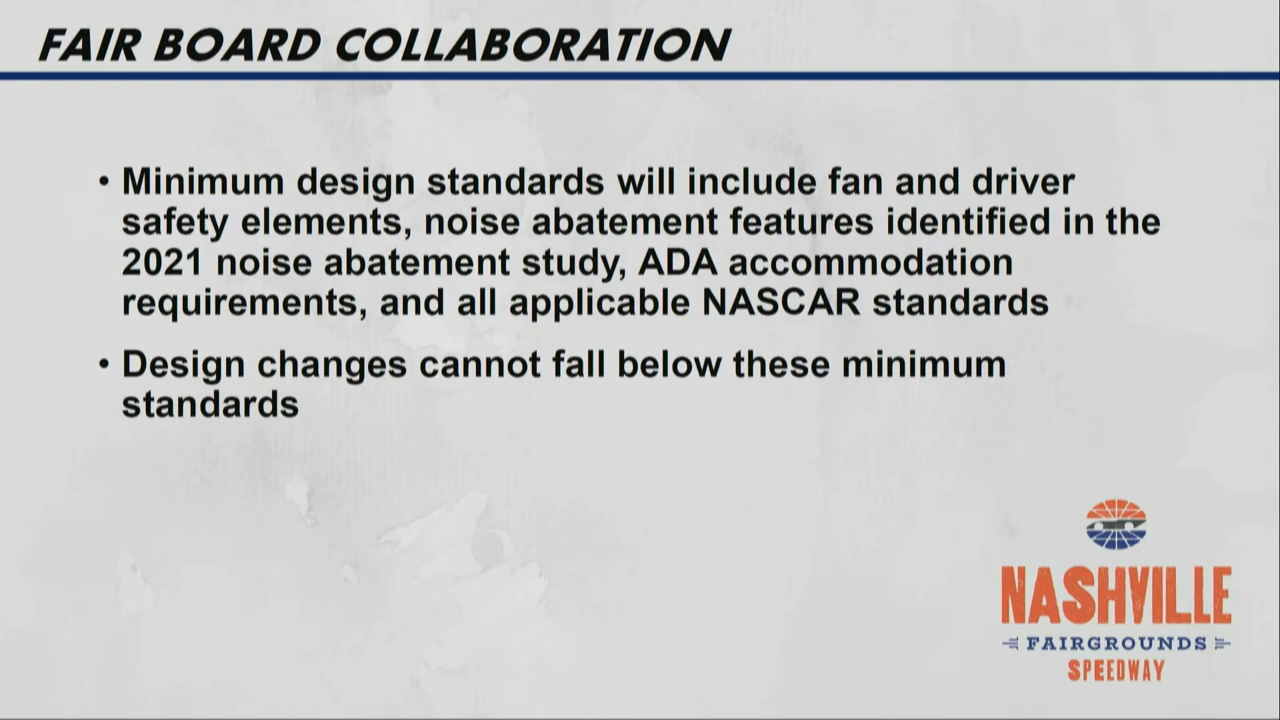 FAIR BOARD COLLABORATION
• Minimum design standards will include fan and driver
safety elements, noise abatement features identified in the
2021 noise abatement study, ADA accommodation
requirements, and all applicable NASCAR standards
• Design changes cannot fall below these minimum
standards
NASHVILLE
FAIRGROUNDS
SPEEDWAY